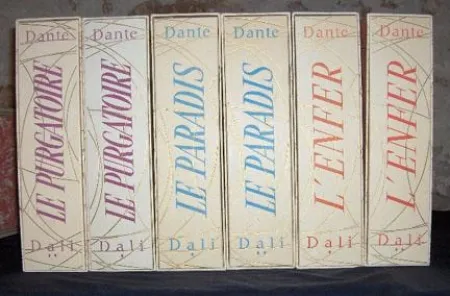 Dante
LE PURGATOIRE
Dali
**
Dante
LE PURGATOIRE
Dali
*
Dante
LE PARADIS
Dali
*
Dante
LE PARADIS
Dali
**
Dante
L'ENFER
Dali
*
Dante
L'ENFER
Dali
**